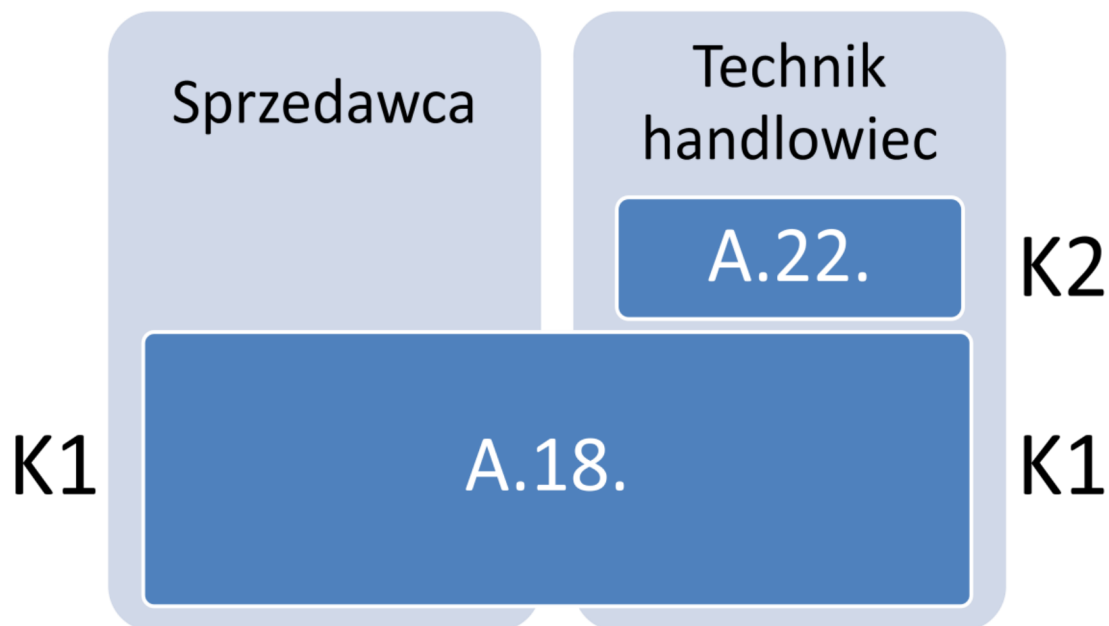 Sprzedawca
Technik
handlowiec
A.22.
K2
K1
A.18.
K1